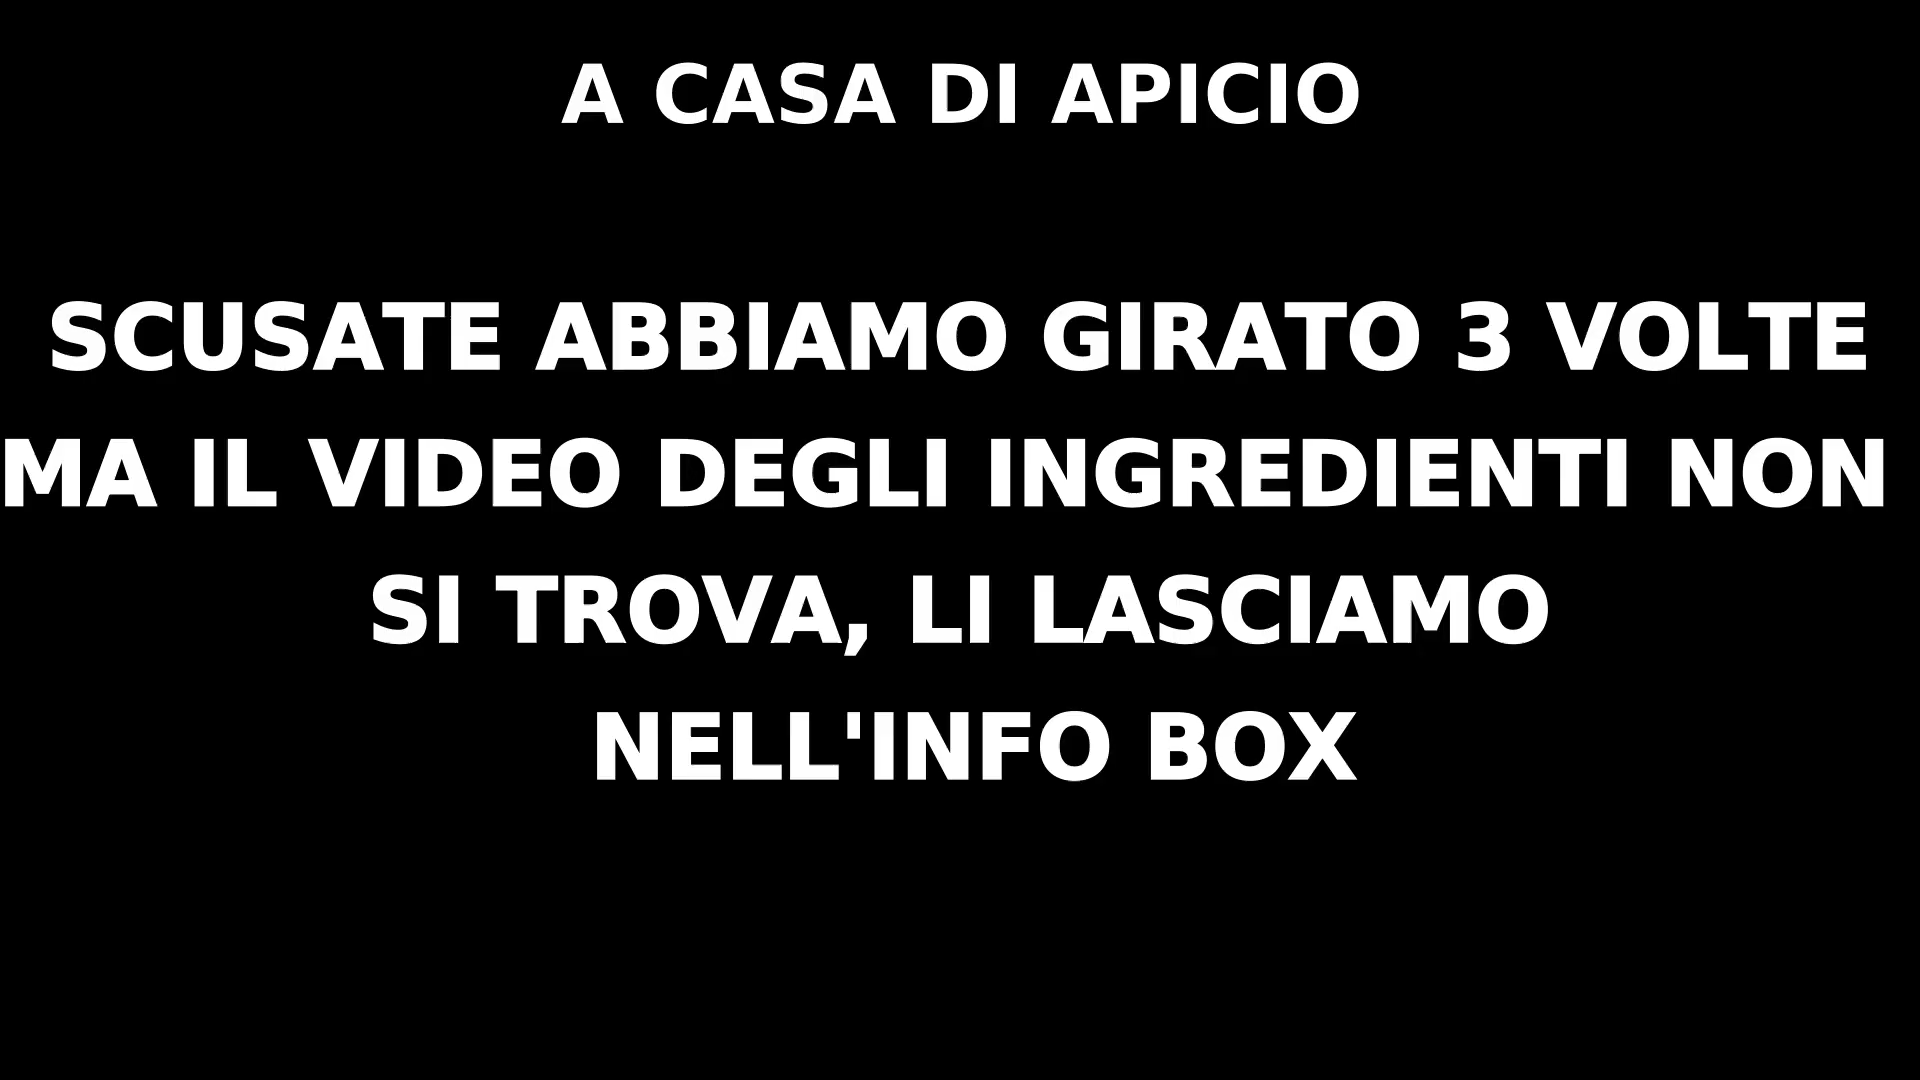 A CASA DI APICIO
SCUSATE ABBIAMO GIRATO 3 VOLTE
MA IL VIDEO DEGLI INGREDIENTI NON
SI TROVA, LI LASCIAMO
NELL'INFO BOX